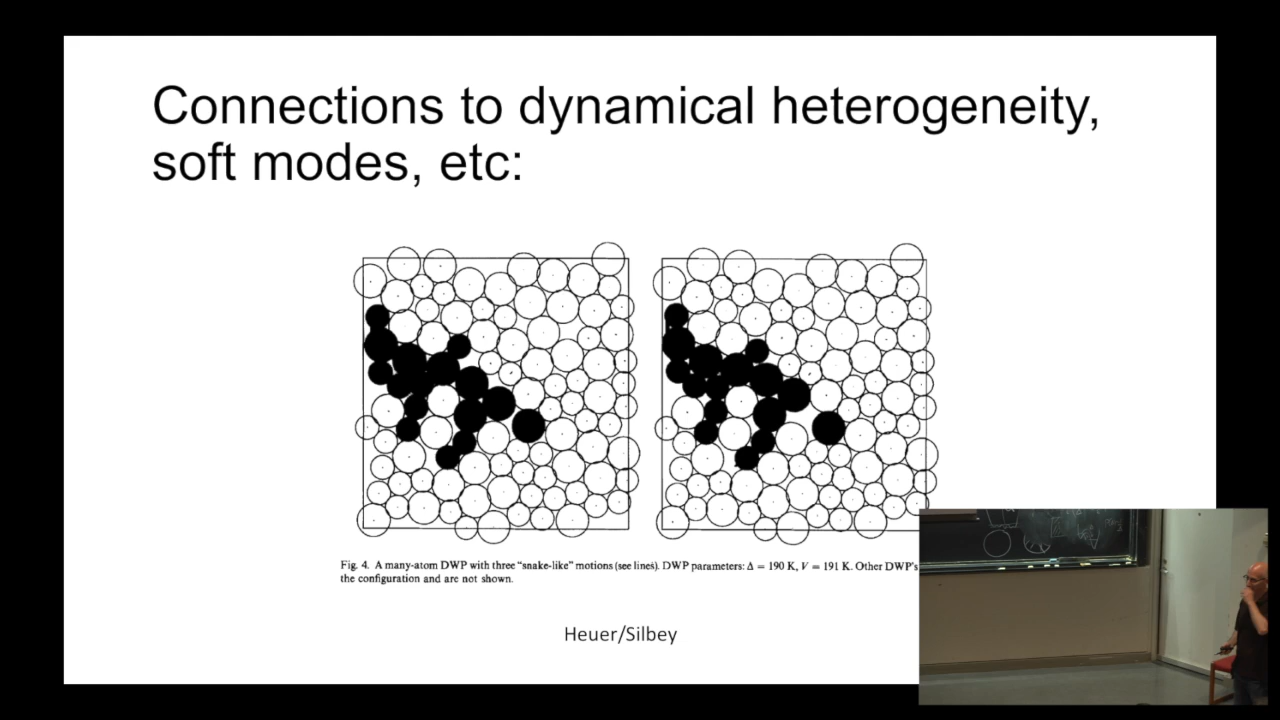 Connections to dynamical heterogeneity,
soft modes, etc:
Fig. 4. A many-atom DWP with three "snake-like" motions (see lines). DWP parameters: Δ = 190 K, V = 191 K. Other DWP's
the configuration and are not shown.
Heuer/Silbey